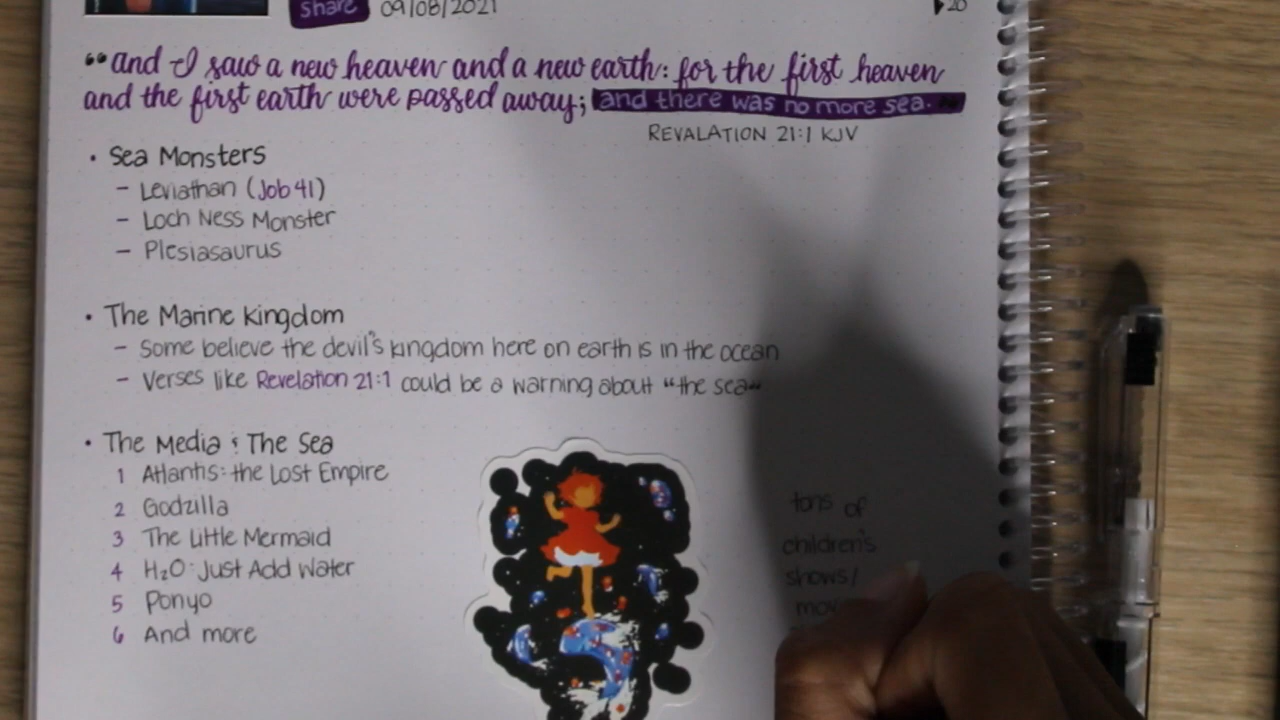 share 09/08/2021 20
“and I saw a new heaven and a new earth: for the first heaven
and the first earth were passed away; and there was no more sea.”
REVALATION 21:1 KJV
• Sea Monsters
- Leviathan (Job 41)
- Loch Ness Monster
- Plesiasaurus
• The Marine Kingdom
- some believe the devil's kingdom here on earth is in the ocean
- verses like Revelation 21:1 could be a warning about “the sea”
• The Media & The Sea
1 Atlantis: the Lost Empire
2 Godzilla
3 The Little Mermaid
4 H₂O: Just Add Water
5 Ponyo
6 And more
tons of
children's
shows/